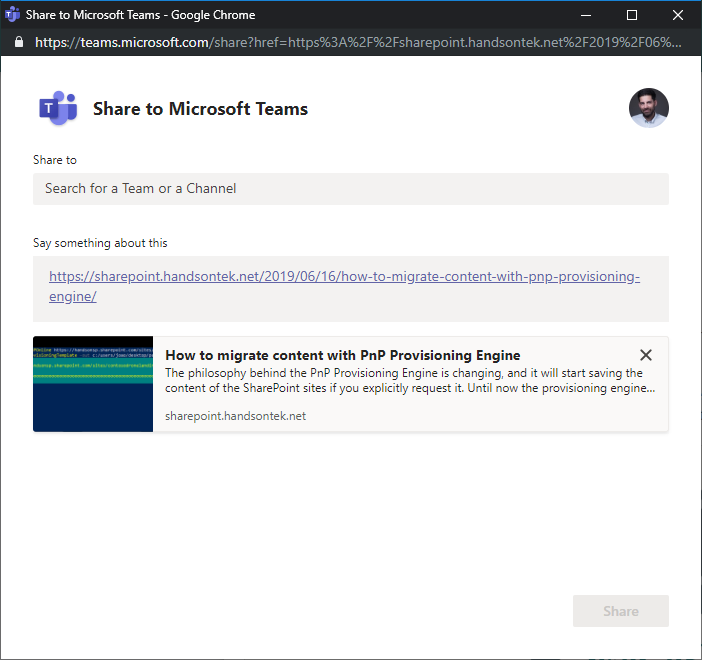 Share to Microsoft Teams - Google Chrome
https://teams.microsoft.com/share?href=https%3A%2F%2Fsharepoint.handsontek.net%2F2019%2F06%...
T
Share to Microsoft Teams
Share to
Search for a Team or a Channel
Say something about this
https://sharepoint.handsontek.net/2019/06/16/how-to-migrate-content-with-pnp-provisioning-
engine/
How to migrate content with PnP Provisioning Engine
The philosophy behind the PnP Provisioning Engine is changing, and it will start saving the
content of the SharePoint sites if you explicitly request it. Until now the provisioning engine...
sharepoint.handsontek.net
Share